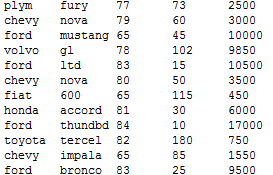 plym fury 77 73 2500
chevy nova 79 60 3000
ford mustang 65 45 10000
volvo gl 78 102 9850
ford ltd 83 15 10500
chevy nova 80 50 3500
fiat 600 65 115 450
honda accord 81 30 6000
ford thundbd 84 10 17000
toyota tercel 82 180 750
chevy impala 65 85 1550
ford bronco 83 25 9500